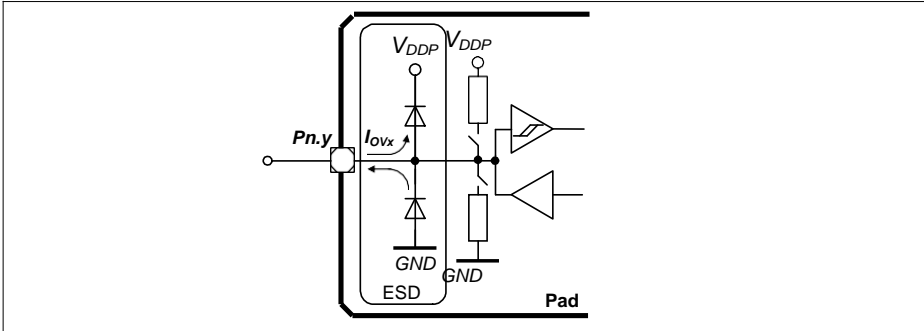 VDDP VDDP
Pn.y IOVx
GND GND
ESD
Pad